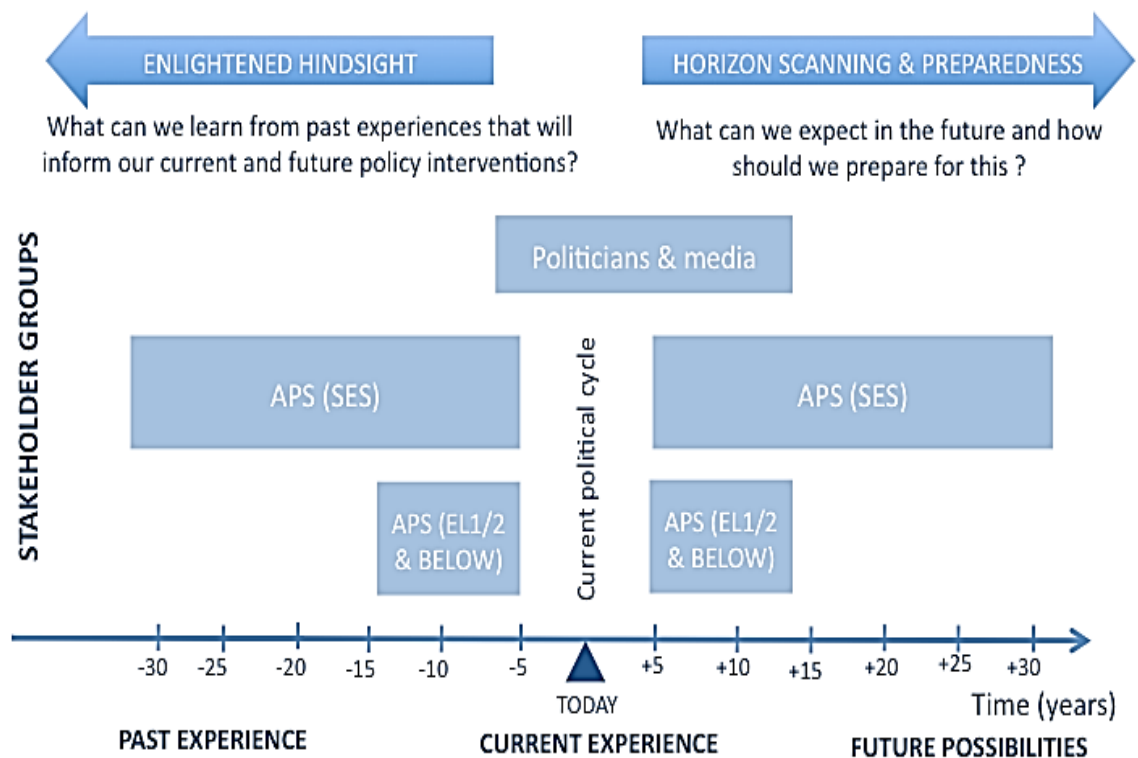 ENLIGHTENED HINDSIGHT
HORIZON SCANNING & PREPAREDNESS
What can we learn from past experiences that will
inform our current and future policy interventions?
What can we expect in the future and how
should we prepare for this ?
STAKEHOLDER GROUPS
Politicians & media
APS (SES)
Current political cycle
APS (SES)
APS (EL1/2
& BELOW)
APS (EL1/2
& BELOW)
-30 -25 -20 -15 -10 -5 +5 +10 +15 +20 +25 +30
TODAY
Time (years)
PAST EXPERIENCE
CURRENT EXPERIENCE
FUTURE POSSIBILITIES